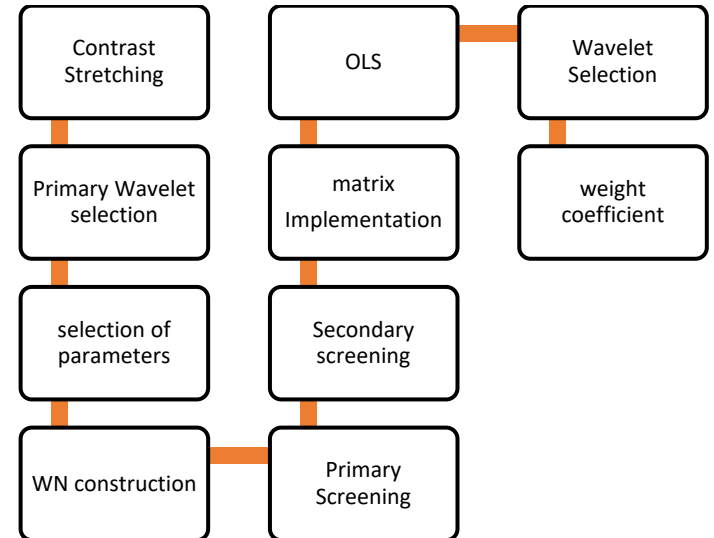 Contrast
Stretching
Primary Wavelet
selection
selection of
parameters
WN construction
Primary
Screening
Secondary
screening
matrix
Implementation
OLS
Wavelet
Selection
weight
coefficient